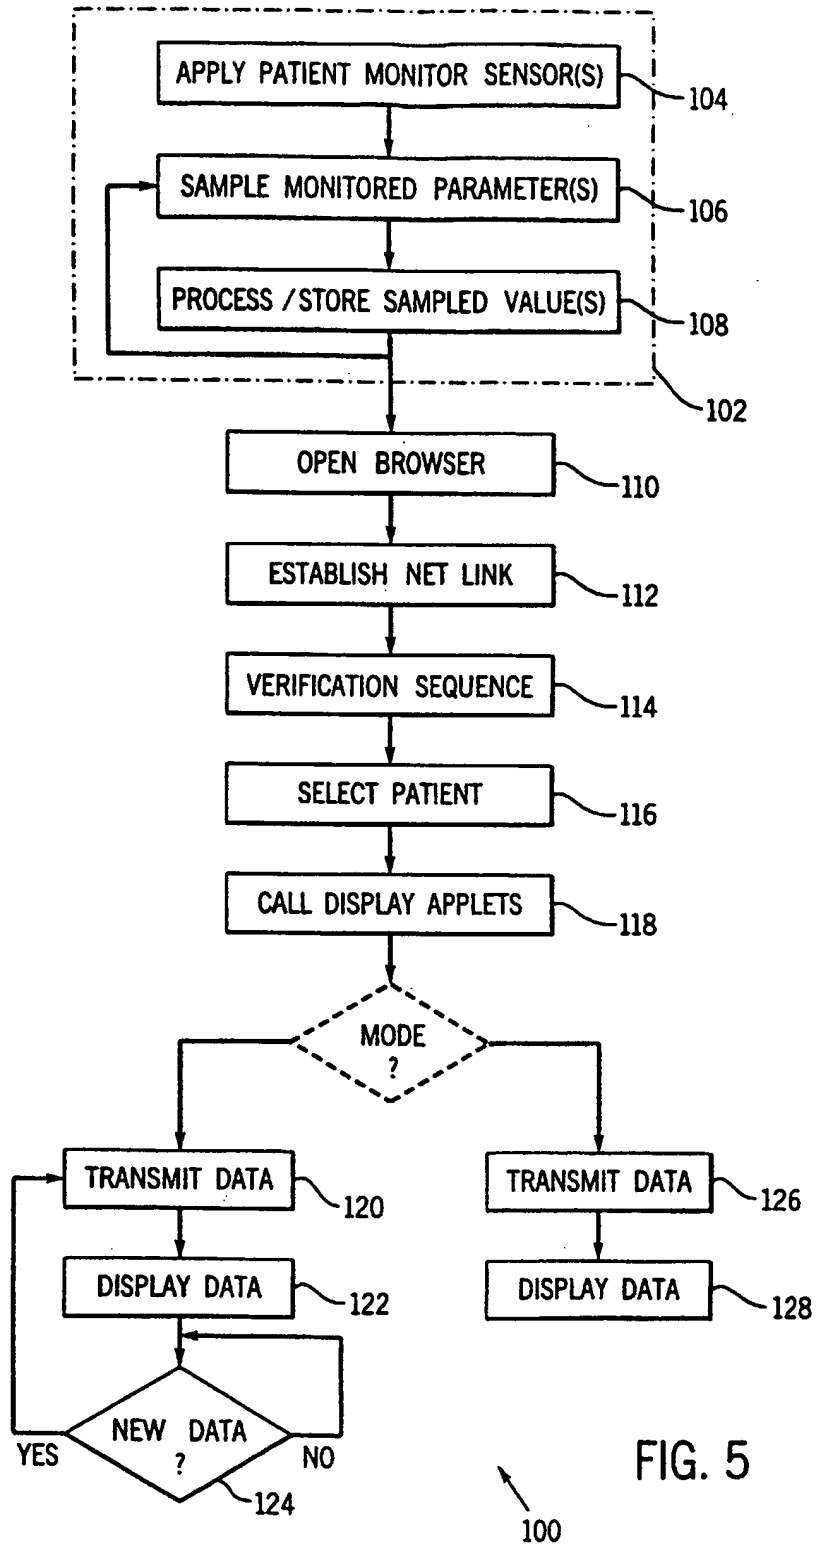 APPLY PATIENT MONITOR SENSOR(S)
104
SAMPLE MONITORED PARAMETER(S)
106
PROCESS / STORE SAMPLED VALUE(S)
108
102
OPEN BROWSER
110
ESTABLISH NET LINK
112
VERIFICATION SEQUENCE
114
SELECT PATIENT
116
CALL DISPLAY APPLETS
118
MODE
?
TRANSMIT DATA
120
TRANSMIT DATA
126
DISPLAY DATA
122
DISPLAY DATA
128
NEW DATA
?
YES
NO
124
FIG. 5
100